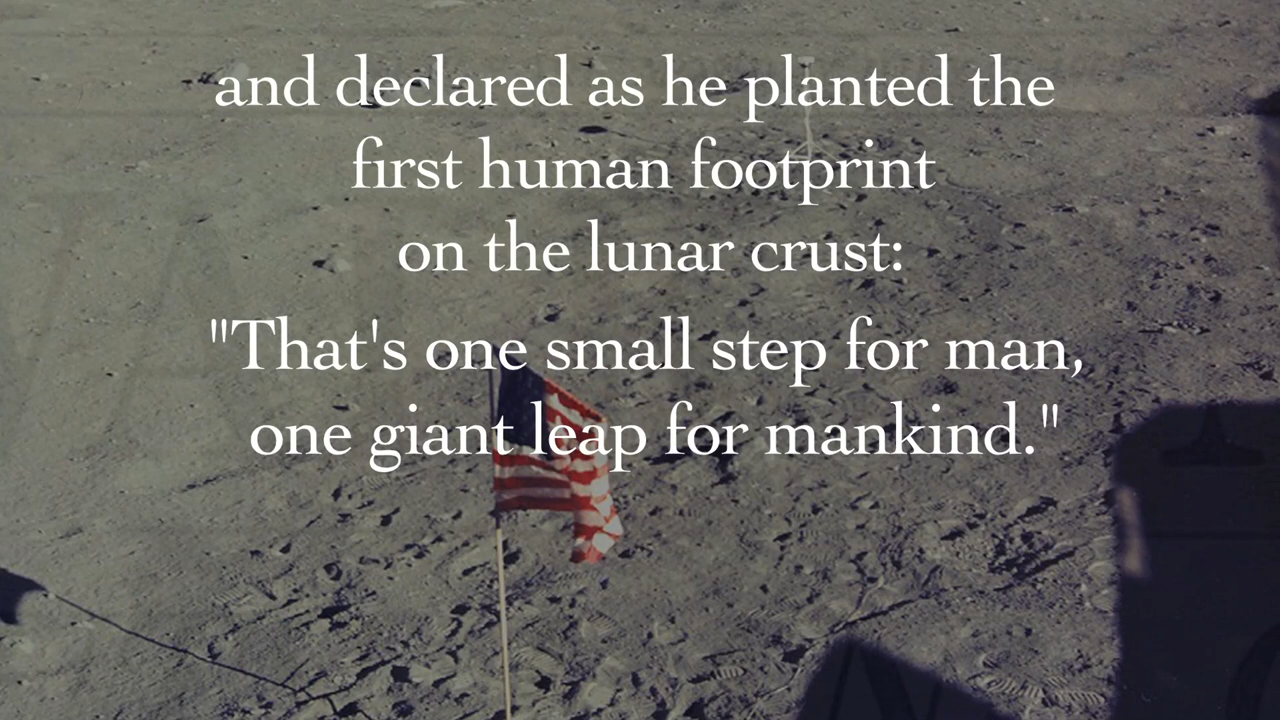 and declared as he planted the
first human footprint
on the lunar crust:
"That's one small step for man,
one giant leap for mankind."